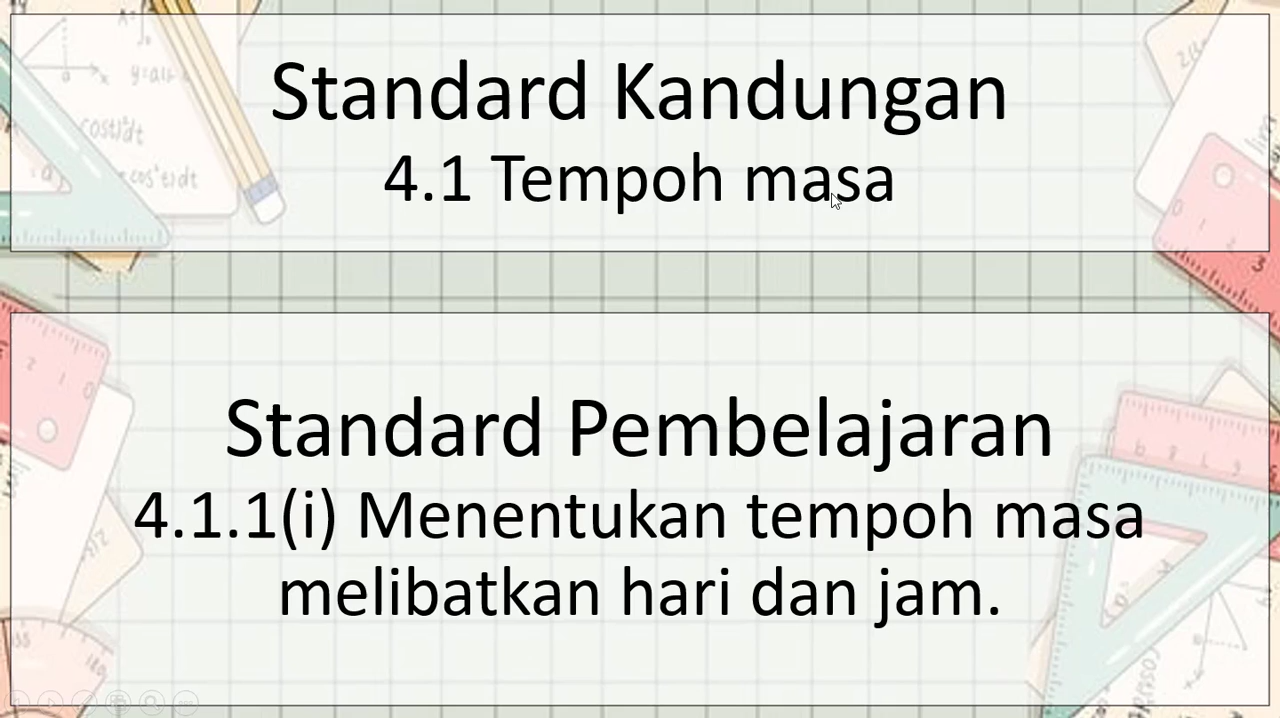 Standard Kandungan
4.1 Tempoh masa
Standard Pembelajaran
4.1.1(i) Menentukan tempoh masa
melibatkan hari dan jam.